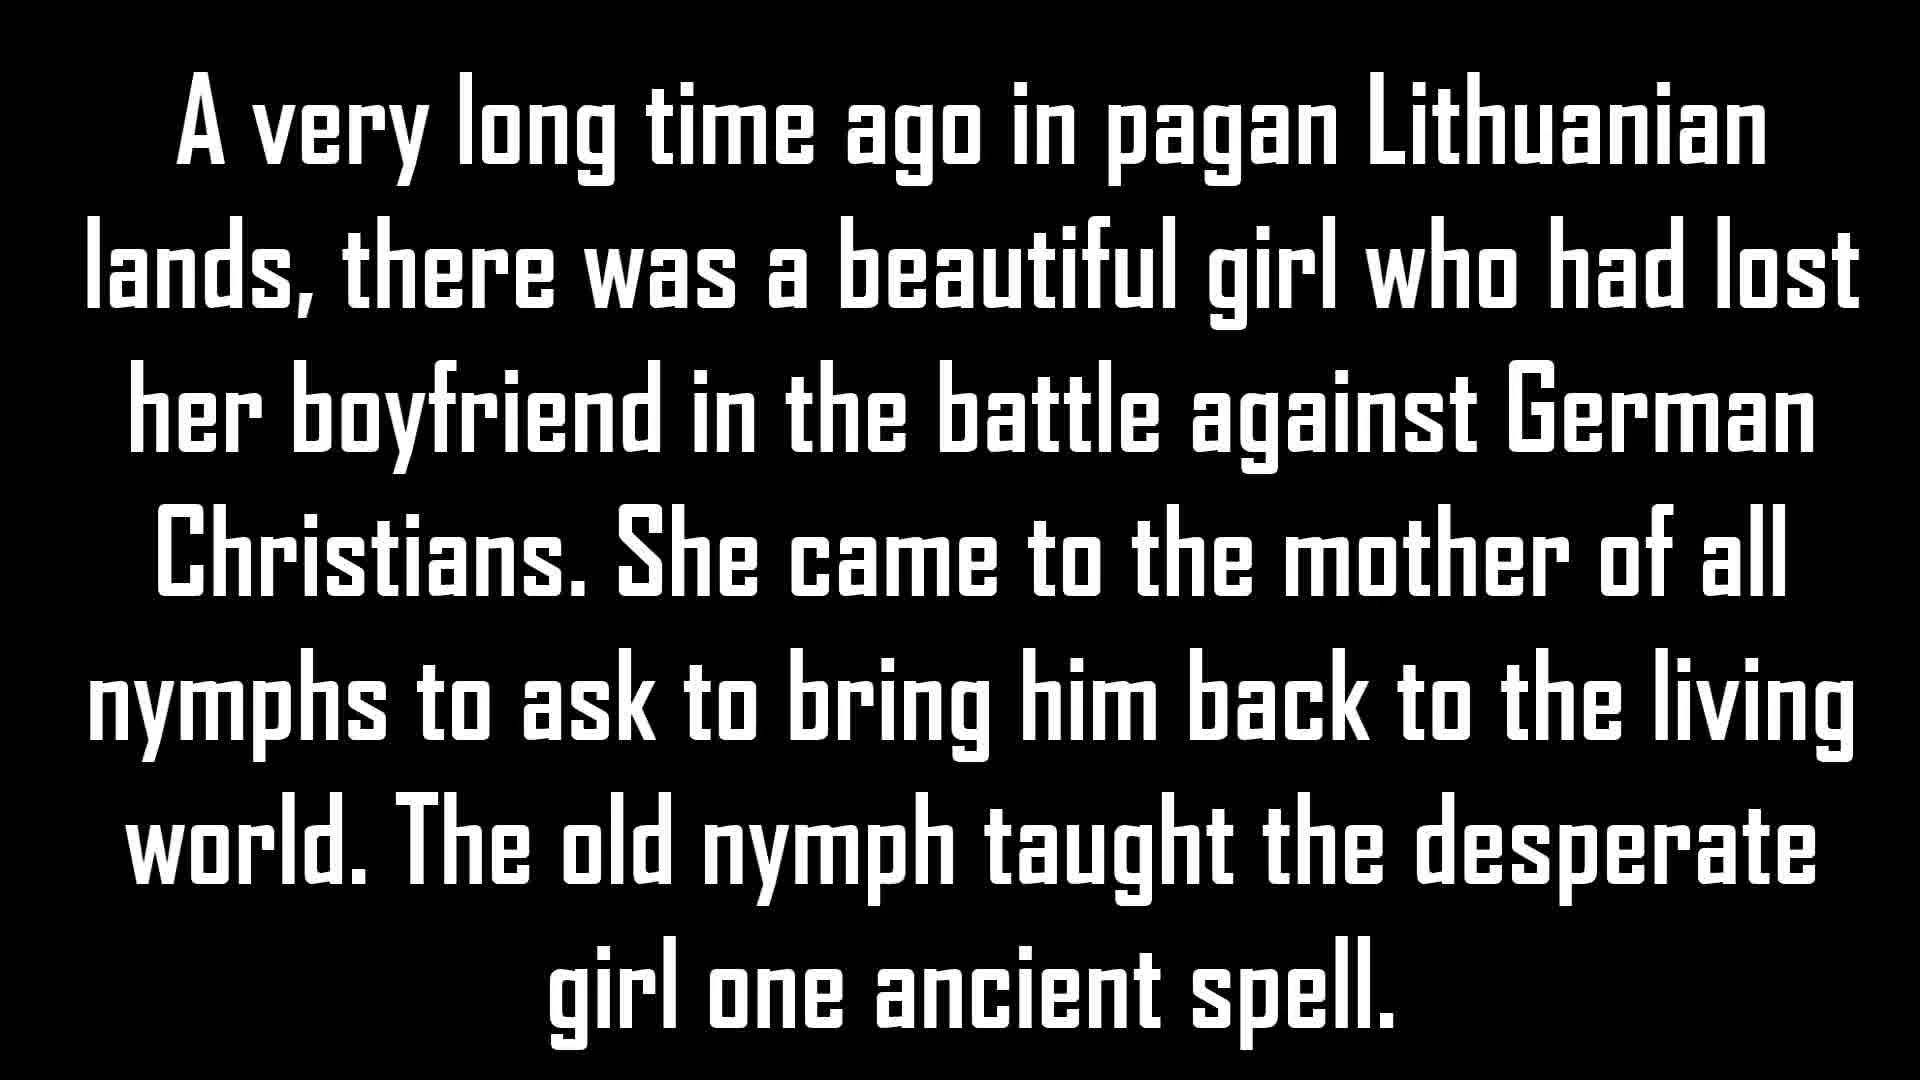 A very long time ago in pagan Lithuanian
lands, there was a beautiful girl who had lost
her boyfriend in the battle against German
Christians. She came to the mother of all
nymphs to ask to bring him back to the living
world. The old nymph taught the desperate
girl one ancient spell.